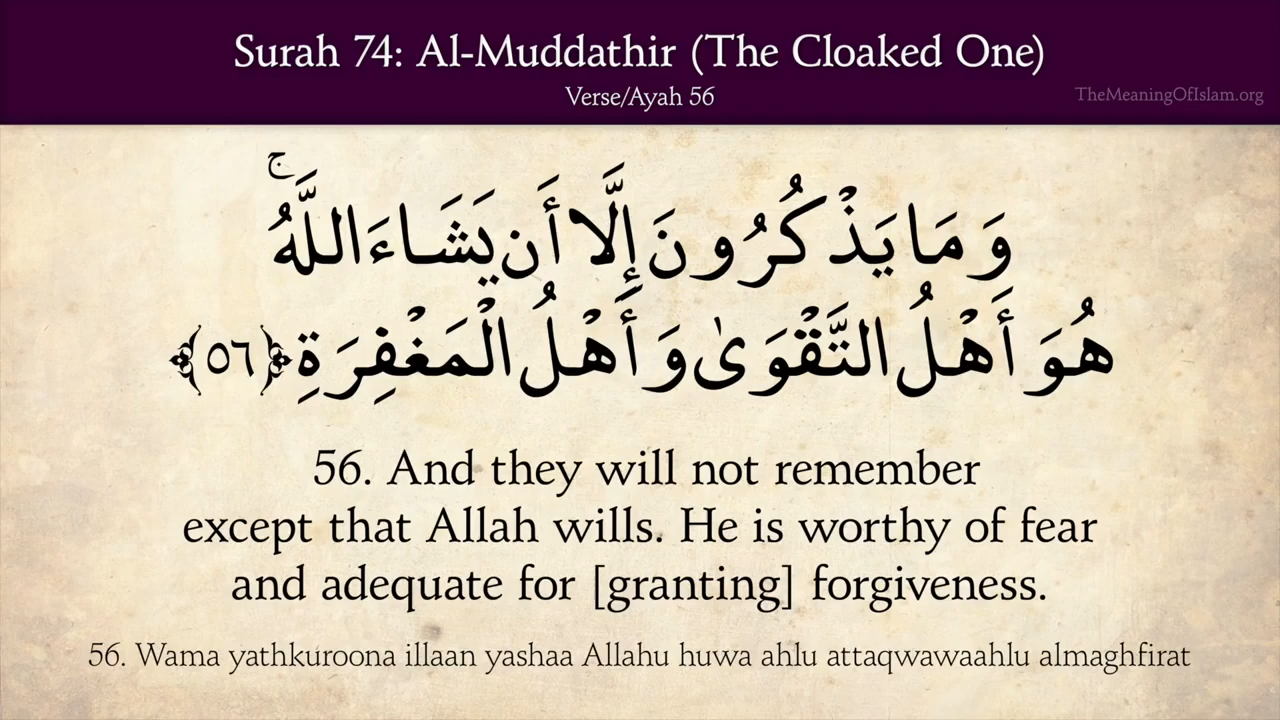 Surah 74: Al-Muddathir (The Cloaked One)
Verse/Ayah 56
TheMeaningOfIslam.org
وَمَا يَذْكُرُونَ إِلَّا أَن يَشَاءَ اللَّهُ ۚ
هُوَ أَهْلُ التَّقْوَىٰ وَأَهْلُ الْمَغْفِرَةِ ﴿٥٦﴾
56. And they will not remember
except that Allah wills. He is worthy of fear
and adequate for [granting] forgiveness.
56. Wama yathkuroona illaan yashaa Allahu huwa ahlu attaqwawaahlu almaghfirat